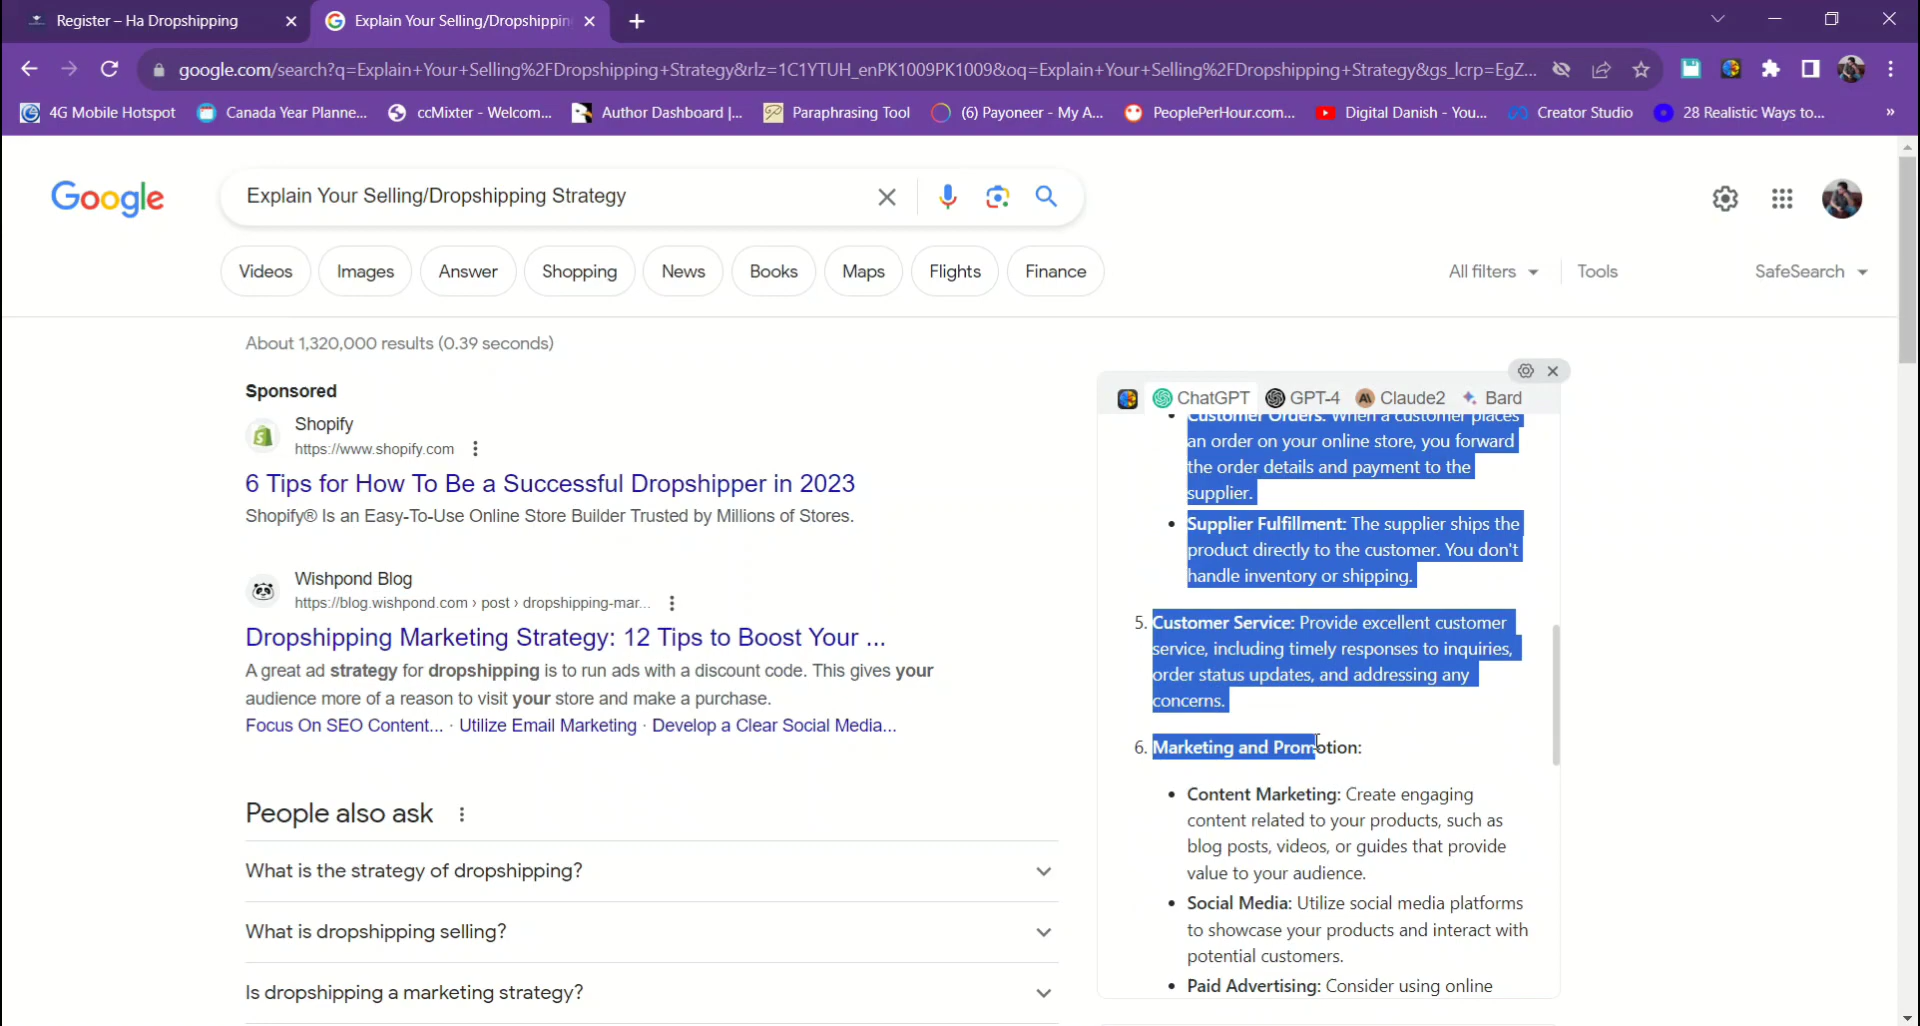 Register – Ha Dropshipping
Explain Your Selling/Dropshippin
google.com/search?q=Explain+Your+Selling%2FDropshipping+Strategy&rlz=1C1YTUH_enPK1009PK1009&oq=Explain+Your+Selling%2FDropshipping+Strategy&gs_lcrp=EgZ...
4G Mobile Hotspot
Canada Year Planne...
ccMixter - Welcom...
Author Dashboard |...
Paraphrasing Tool
(6) Payoneer - My A...
PeoplePerHour.com...
Digital Danish - You...
Creator Studio
28 Realistic Ways to...
»
Google
Explain Your Selling/Dropshipping Strategy
Videos
Images
Answer
Shopping
News
Books
Maps
Flights
Finance
All filters
Tools
SafeSearch
About 1,320,000 results (0.39 seconds)
Sponsored
Shopify
https://www.shopify.com
6 Tips for How To Be a Successful Dropshipper in 2023
Shopify® Is an Easy-To-Use Online Store Builder Trusted by Millions of Stores.
Wishpond Blog
https://blog.wishpond.com › post › dropshipping-mar...
Dropshipping Marketing Strategy: 12 Tips to Boost Your ...
A great ad strategy for dropshipping is to run ads with a discount code. This gives your
audience more of a reason to visit your store and make a purchase.
Focus On SEO Content... · Utilize Email Marketing · Develop a Clear Social Media...
People also ask
What is the strategy of dropshipping?
What is dropshipping selling?
Is dropshipping a marketing strategy?
ChatGPT
GPT-4
Claude2
Bard
• Customer Orders: When a customer places
an order on your online store, you forward
the order details and payment to the
supplier.
• Supplier Fulfillment: The supplier ships the
product directly to the customer. You don't
handle inventory or shipping.
5. Customer Service: Provide excellent customer
service, including timely responses to inquiries,
order status updates, and addressing any
concerns.
6. Marketing and Promotion:
• Content Marketing: Create engaging
content related to your products, such as
blog posts, videos, or guides that provide
value to your audience.
• Social Media: Utilize social media platforms
to showcase your products and interact with
potential customers.
• Paid Advertising: Consider using online